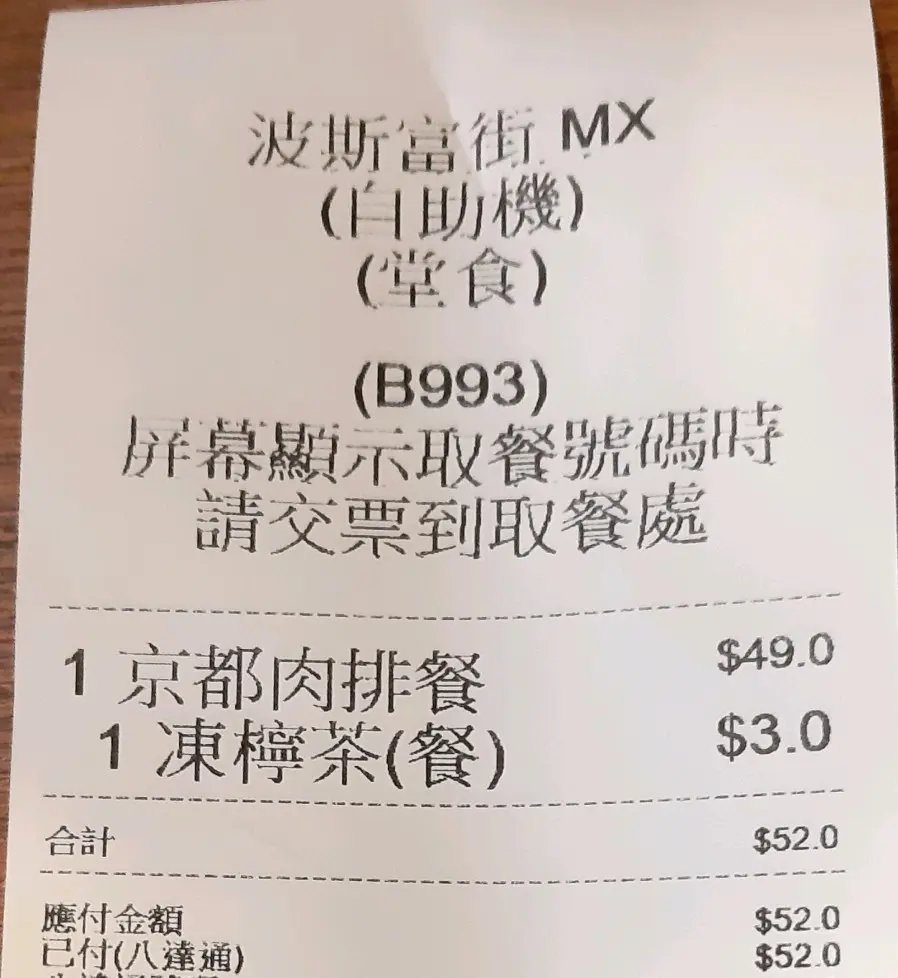 波斯富街 MX
(自助機)
(堂食)
(B993)
屏幕顯示取餐號碼時
請交票到取餐處
1 京都肉排餐 $49.0
1 凍檸茶(餐) $3.0
合計 $52.0
應付金額 $52.0
已付(八達通) $52.0